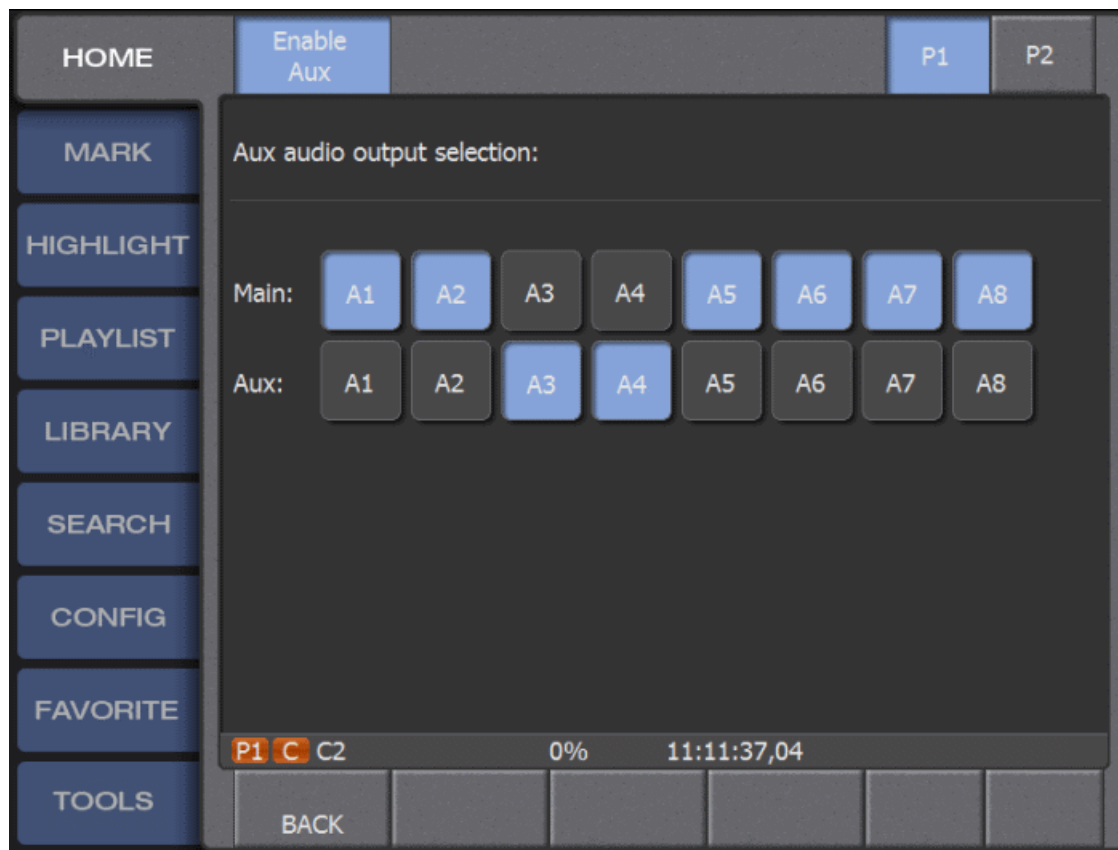 HOME
Enable
Aux
P1
P2
MARK
HIGHLIGHT
PLAYLIST
LIBRARY
SEARCH
CONFIG
FAVORITE
TOOLS
Aux audio output selection:
Main: A1 A2 A3 A4 A5 A6 A7 A8
Aux: A1 A2 A3 A4 A5 A6 A7 A8
P1 C C2 0% 11:11:37,04
BACK